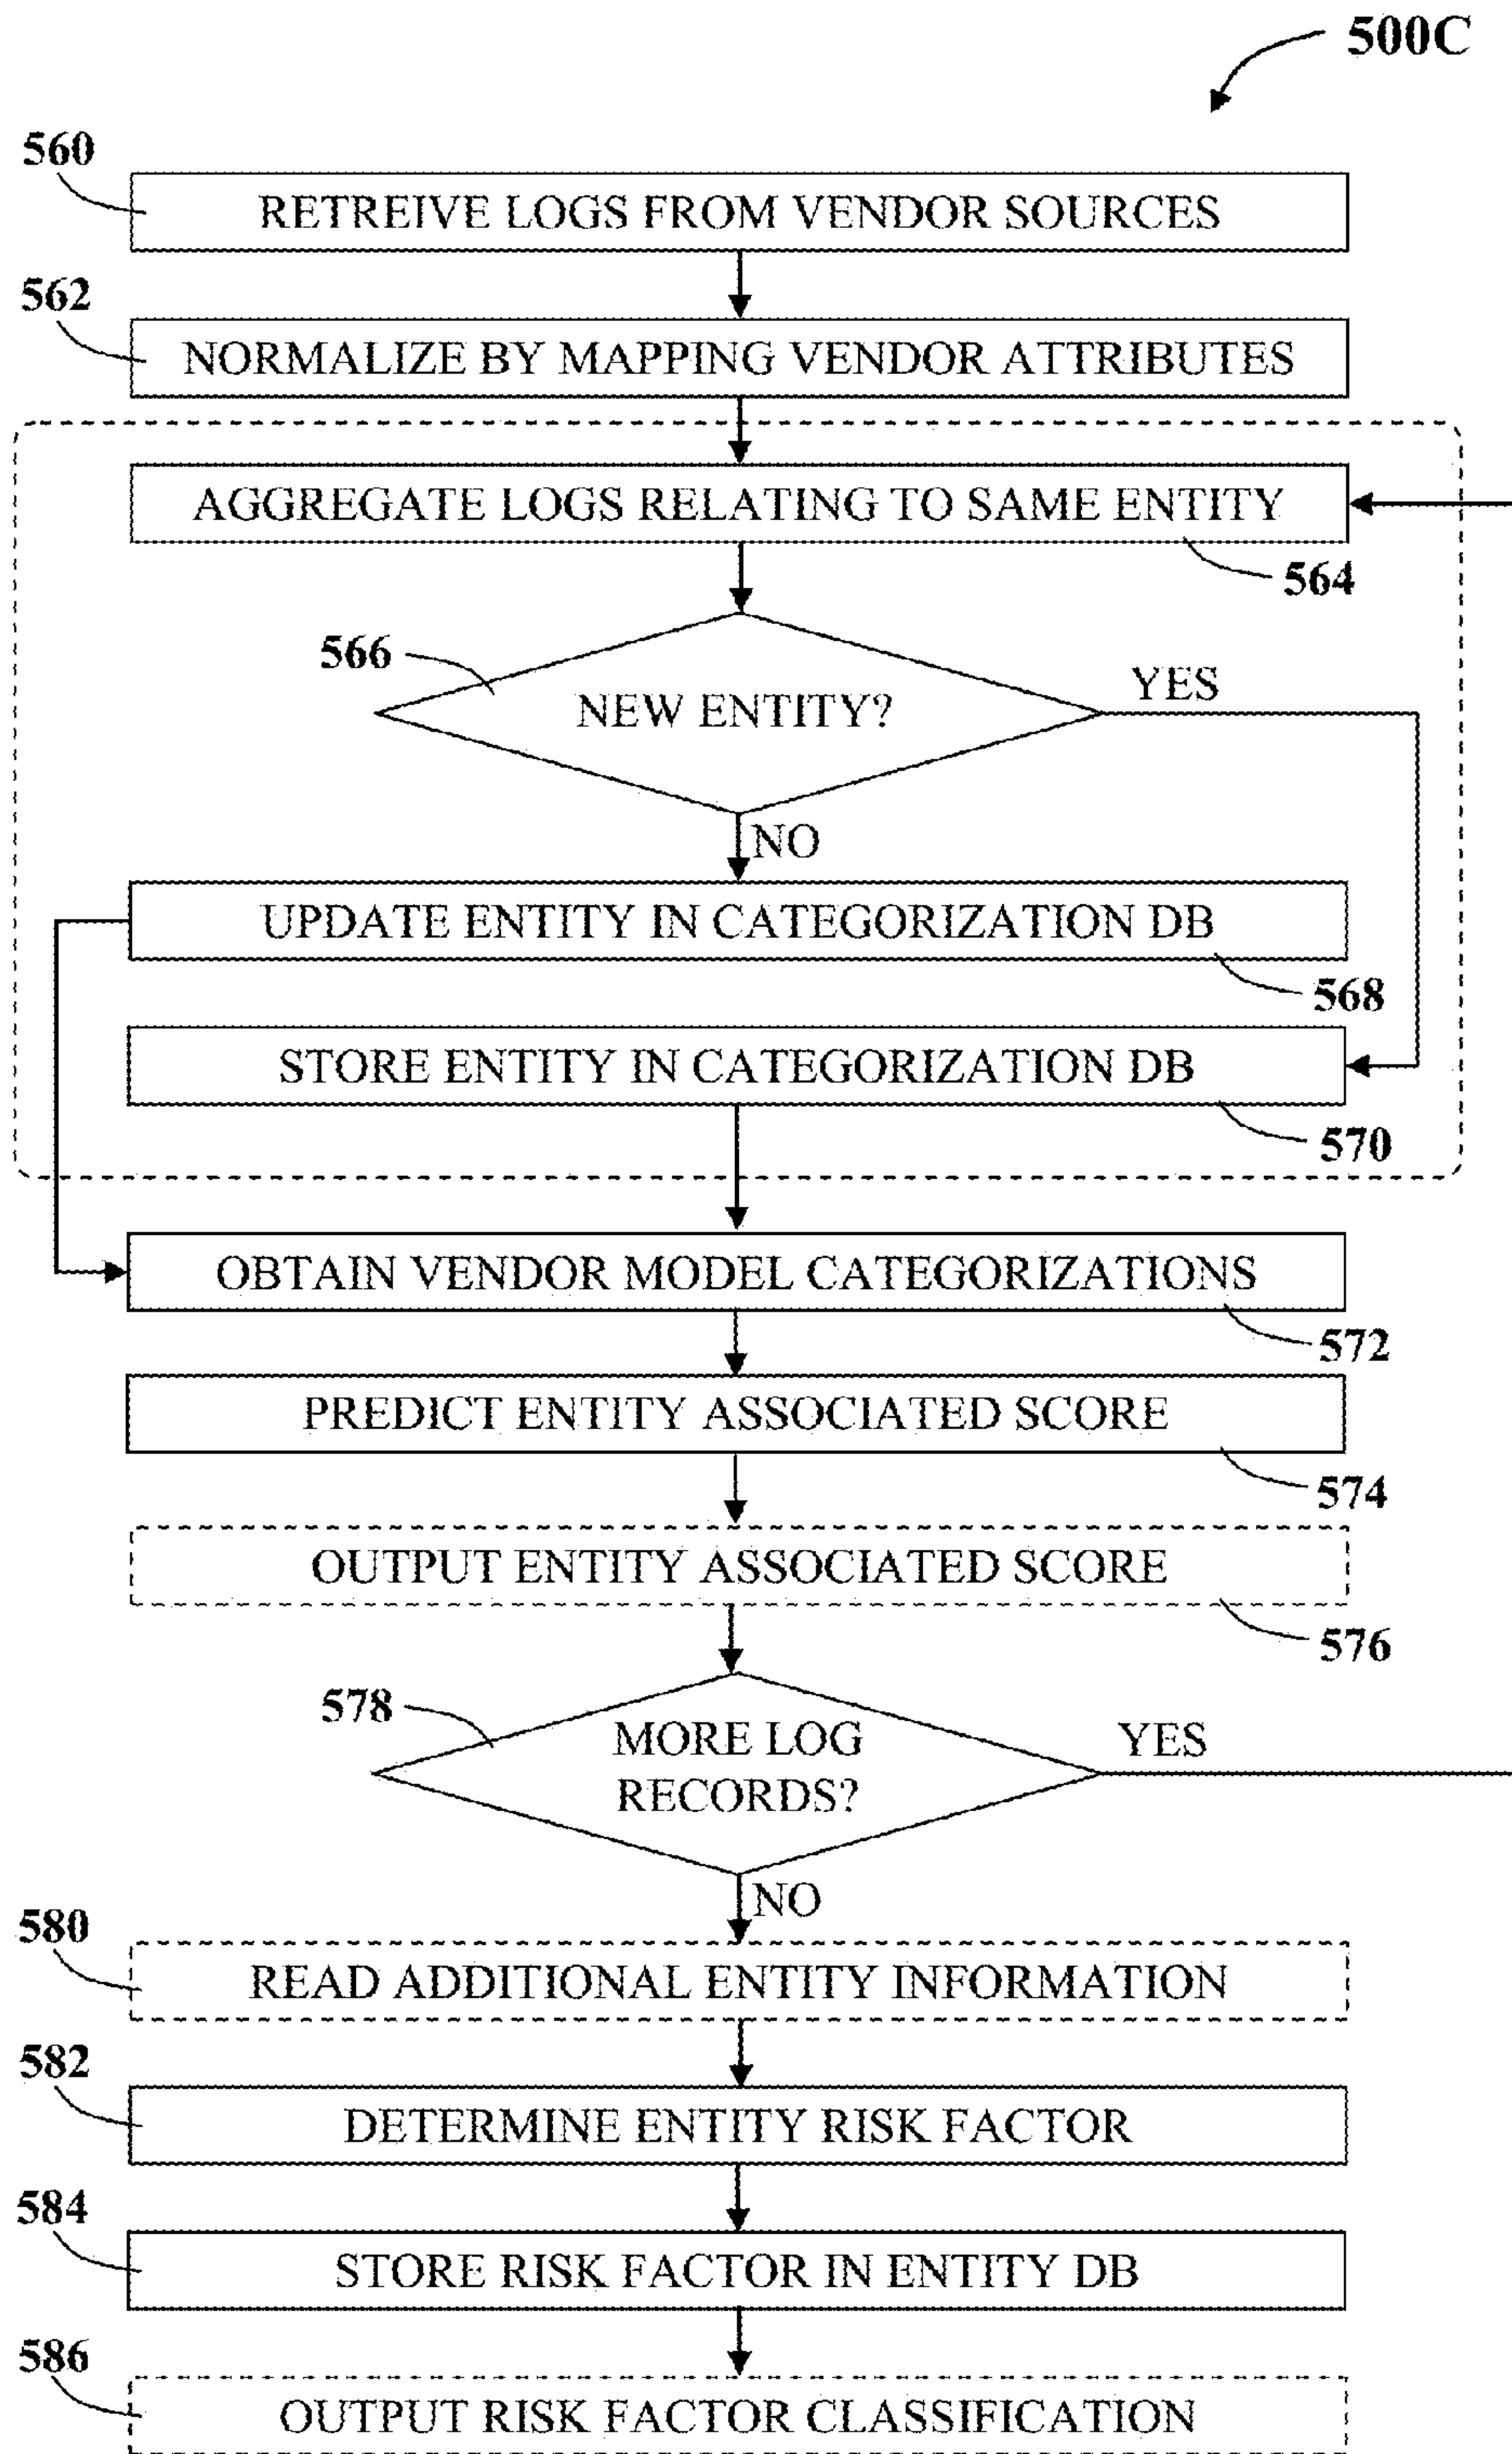 500C
560
RETREIVE LOGS FROM VENDOR SOURCES
562
NORMALIZE BY MAPPING VENDOR ATTRIBUTES
AGGREGATE LOGS RELATING TO SAME ENTITY
564
566
NEW ENTITY?
YES
NO
UPDATE ENTITY IN CATEGORIZATION DB
568
STORE ENTITY IN CATEGORIZATION DB
570
OBTAIN VENDOR MODEL CATEGORIZATIONS
572
PREDICT ENTITY ASSOCIATED SCORE
574
OUTPUT ENTITY ASSOCIATED SCORE
576
578
MORE LOG
RECORDS?
YES
NO
580
READ ADDITIONAL ENTITY INFORMATION
582
DETERMINE ENTITY RISK FACTOR
584
STORE RISK FACTOR IN ENTITY DB
586
OUTPUT RISK FACTOR CLASSIFICATION